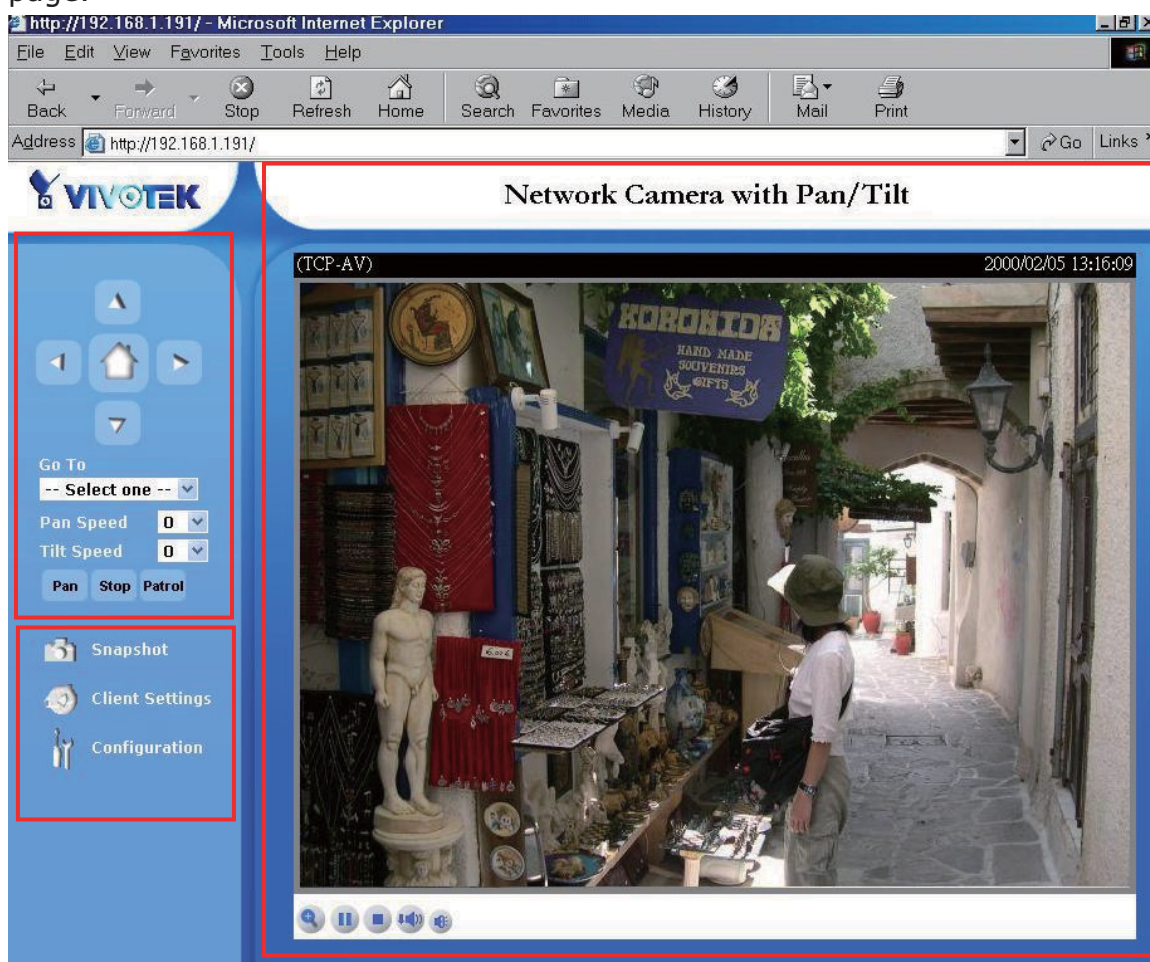 page.
http://192.168.1.191/ - Microsoft Internet Explorer
File Edit View Favorites Tools Help
Back Forward Stop Refresh Home Search Favorites Media History Mail Print
Address http://192.168.1.191/ Go Links
VIVOTEK
Network Camera with Pan/Tilt
(TCP-AV) 2000/02/05 13:16:09
KORONIDA
HAND MADE
SOUVENIRS
GIFTS
6.00€
Go To
-- Select one --
Pan Speed 0
Tilt Speed 0
Pan Stop Patrol
Snapshot
Client Settings
Configuration